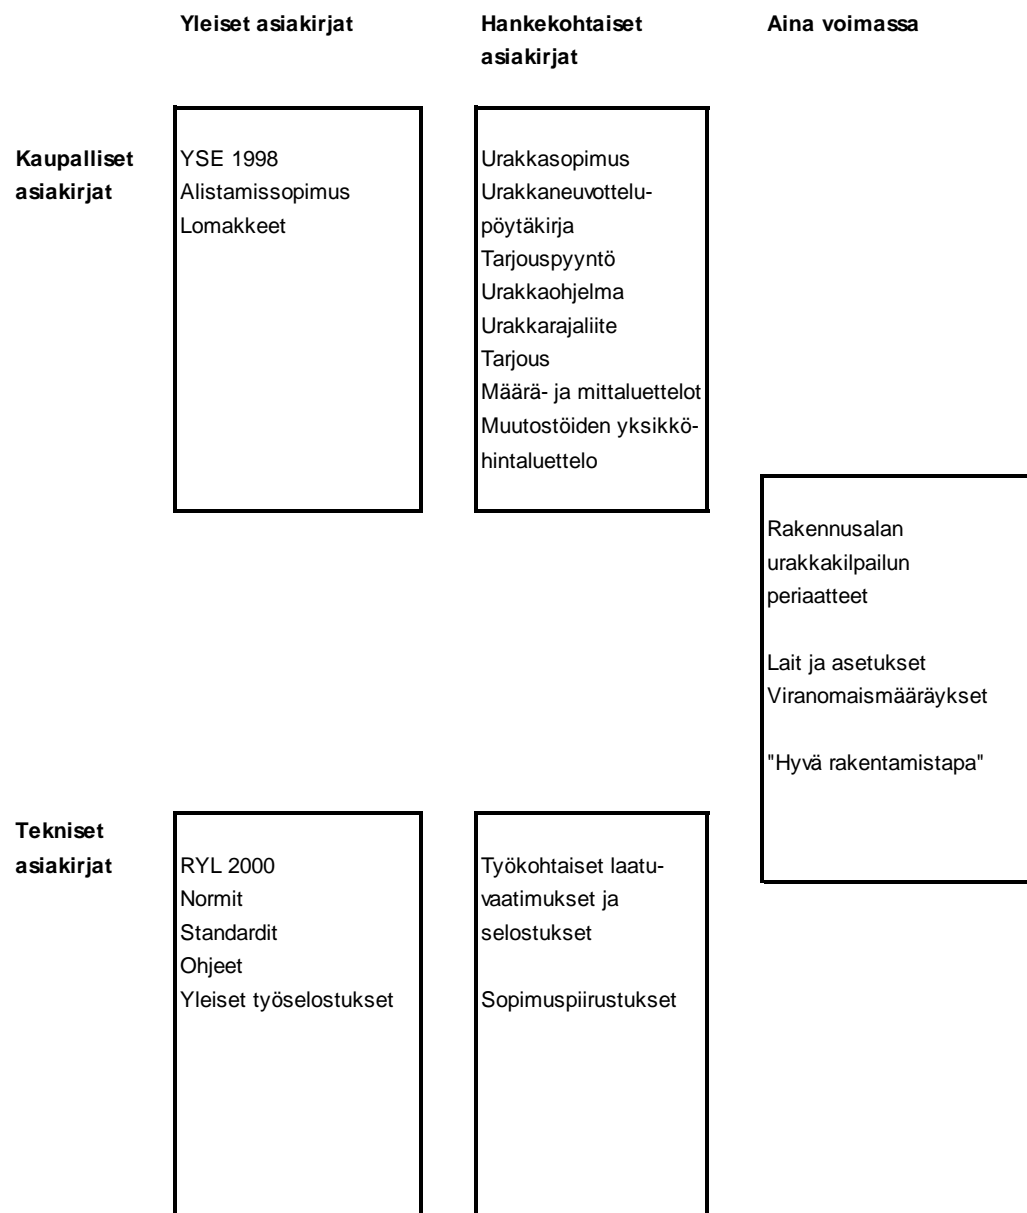 Yleiset asiakirjat
Hankekohtaiset
asiakirjat
Aina voimassa
Kaupalliset
asiakirjat
YSE 1998
Alistamissopimus
Lomakkeet
Urakkasopimus
Urakkaneuvottelu-
pöytäkirja
Tarjouspyyntö
Urakkaohjelma
Urakkarajaliite
Tarjous
Määrä- ja mittaluettelot
Muutostöiden yksikkö-
hintaluettelo
Rakennusalan
urakkakilpailun
periaatteet
Lait ja asetukset
Viranomaismääräykset
"Hyvä rakentamistapa"
Tekniset
asiakirjat
RYL 2000
Normit
Standardit
Ohjeet
Yleiset työselostukset
Työkohtaiset laatu-
vaatimukset ja
selostukset
Sopimuspiirustukset